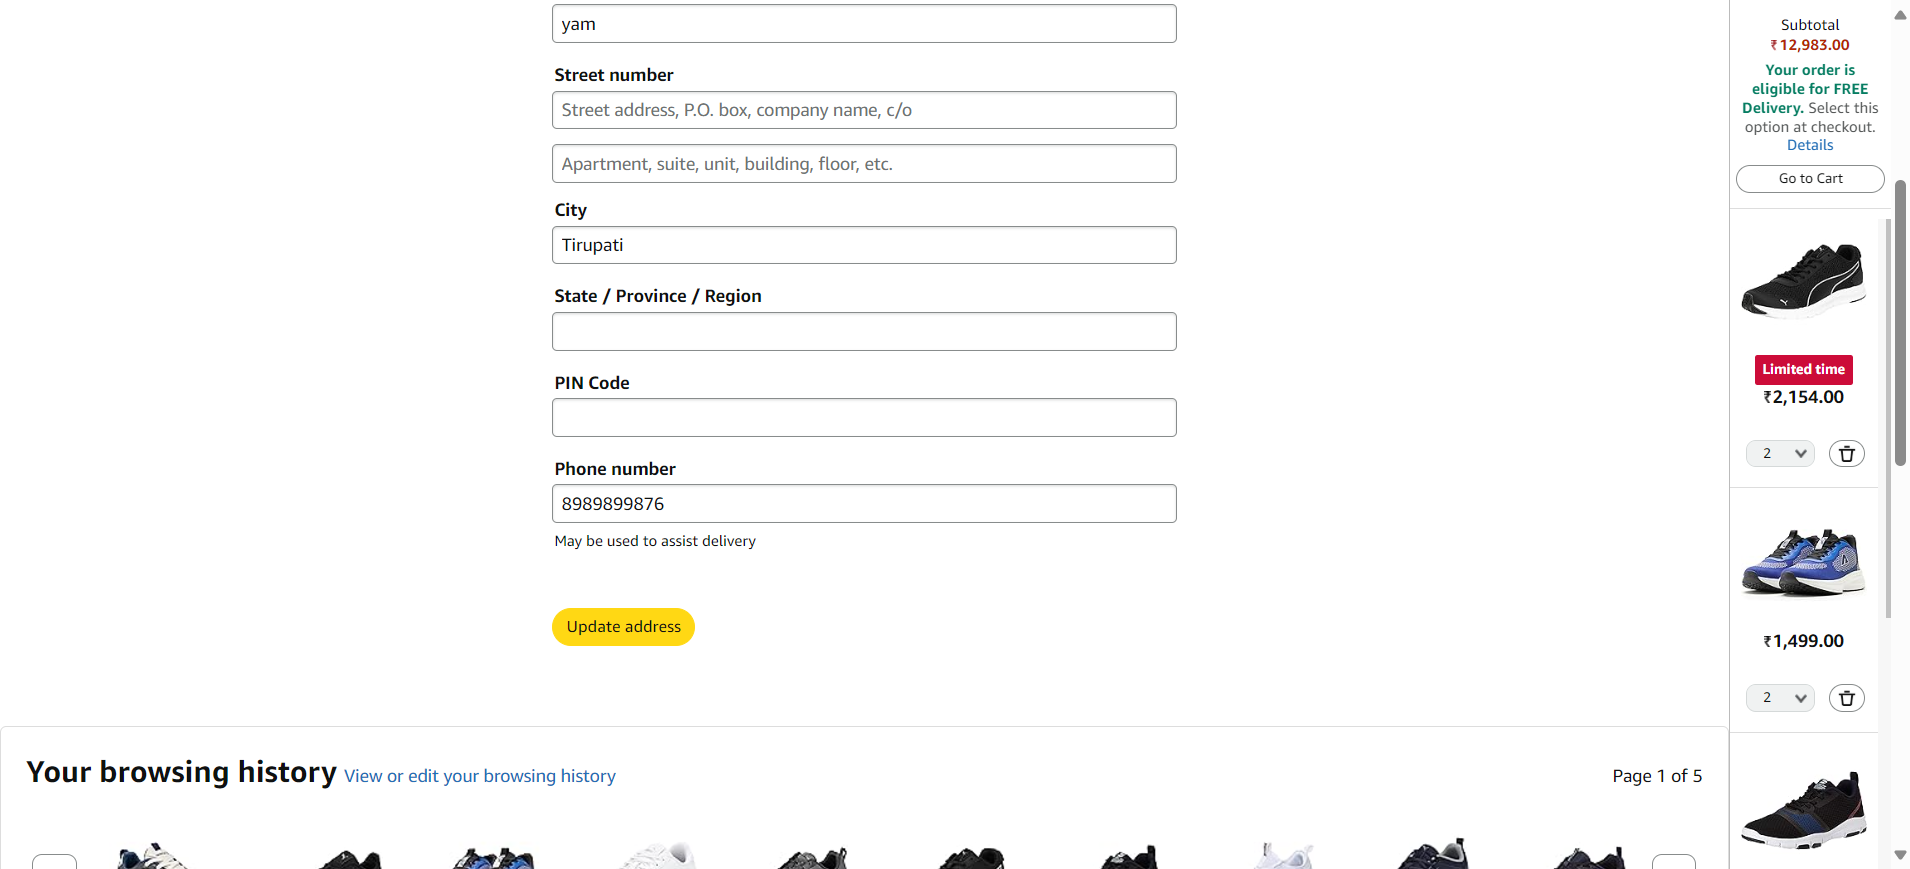 yam
Street number
Street address, P.O. box, company name, c/o
Apartment, suite, unit, building, floor, etc.
City
Tirupati
State / Province / Region
PIN Code
Phone number
8989899876
May be used to assist delivery
Update address
Your browsing history View or edit your browsing history
Page 1 of 5
Subtotal
₹12,983.00
Your order is
eligible for FREE
Delivery. Select this
option at checkout.
Details
Go to Cart
Limited time
₹2,154.00
2
₹1,499.00
2